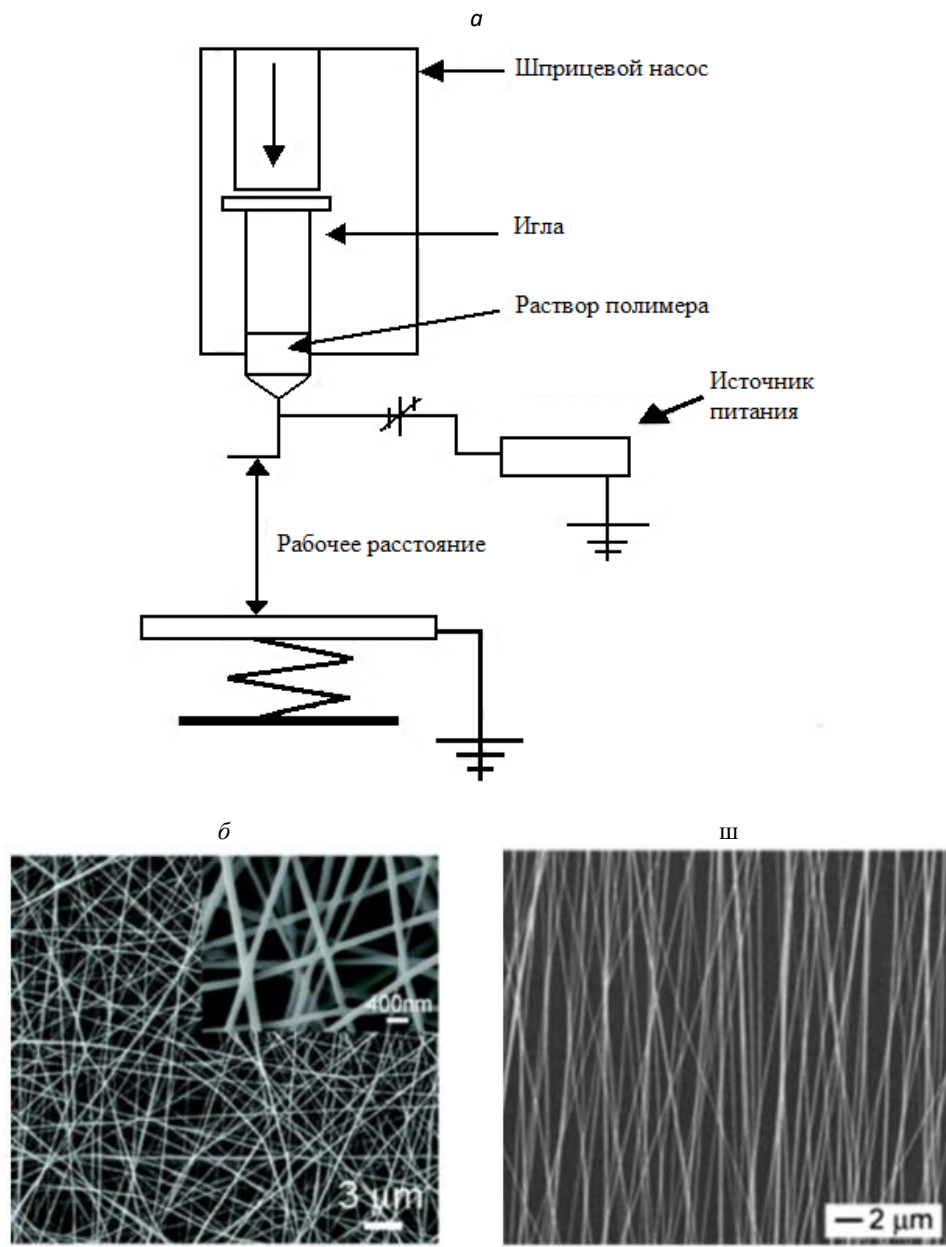 а
Шприцевой насос
Игла
Раствор полимера
Источник
питания
Рабочее расстояние
б
ш
400nm
3 µm
2 µm